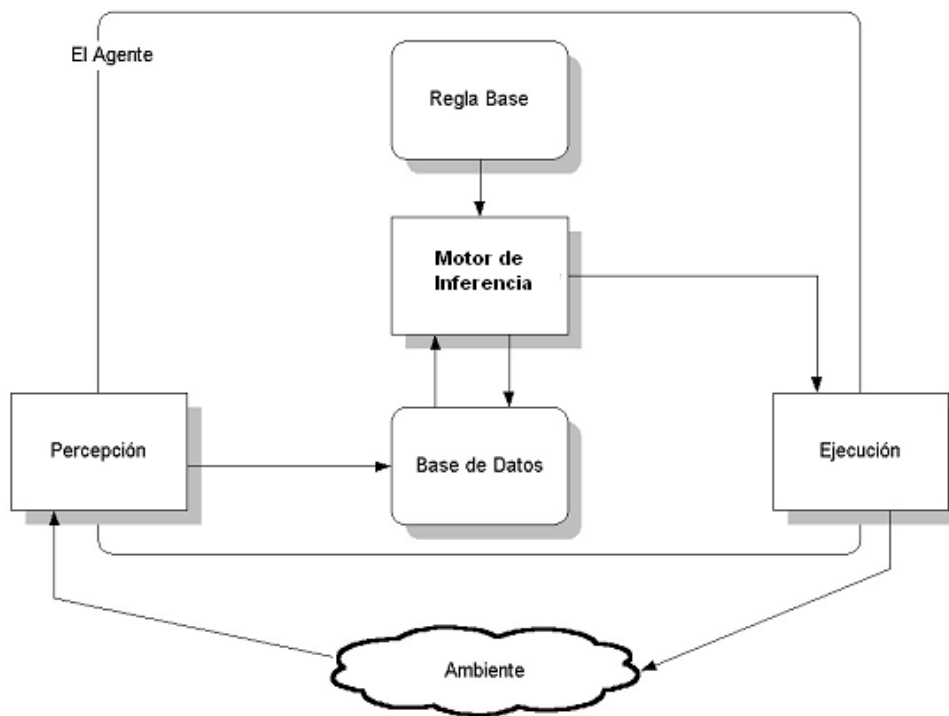 El Agente
Regla Base
Motor de
Inferencia
Percepción
Base de Datos
Ejecución
Ambiente